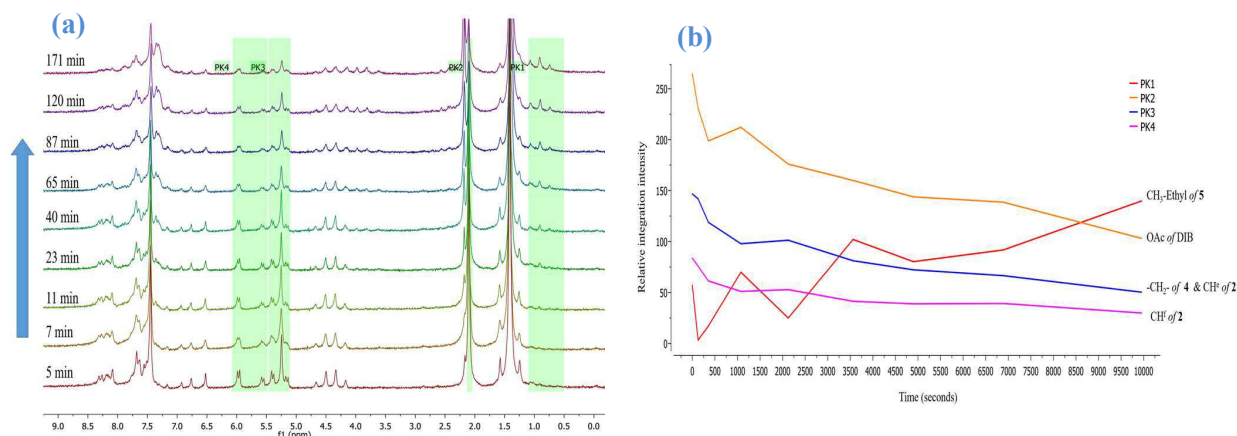 (a)
171 min
120 min
87 min
65 min
40 min
23 min
11 min
7 min
5 min
PK4
PK3
PK2
PK1
9.0
8.5
8.0
7.5
7.0
6.5
6.0
5.5
5.0
4.5
4.0
3.5
3.0
2.5
2.0
1.5
1.0
0.5
0.0
f1 (ppm)
(b)
Relative integration intensity
250
200
150
100
50
0
PK1
PK2
PK3
PK4
CH₃-Ethyl of 5
OAc of DIB
-CH₂- of 4 & CHᵍ of 2
CHᶠ of 2
0 500 1000 1500 2000 2500 3000 3500 4000 4500 5000 5500 6000 6500 7000 7500 8000 8500 9000 9500 10000
Time (seconds)